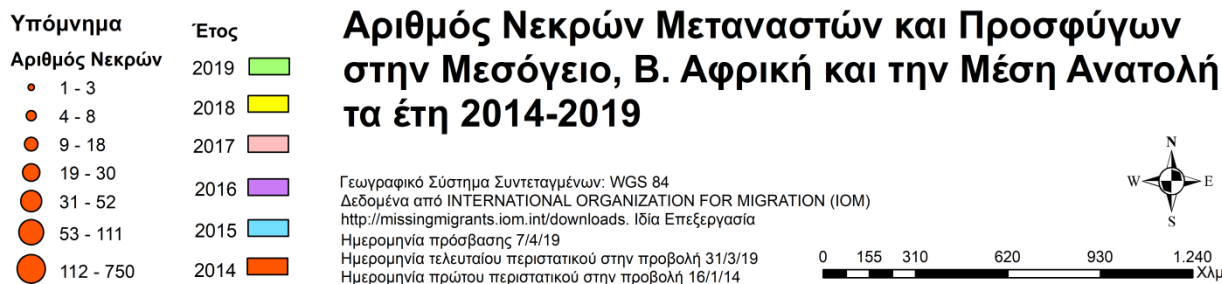 Υπόμνημα
Αριθμός Νεκρών
1 - 3
4 - 8
9 - 18
19 - 30
31 - 52
53 - 111
112 - 750
Έτος
2019
2018
2017
2016
2015
2014
Αριθμός Νεκρών Μεταναστών και Προσφύγων
στην Μεσόγειο, Β. Αφρική και την Μέση Ανατολή
τα έτη 2014-2019
Γεωγραφικό Σύστημα Συντεταγμένων: WGS 84
Δεδομένα από INTERNATIONAL ORGANIZATION FOR MIGRATION (IOM)
http://missingmigrants.iom.int/downloads. Ιδία Επεξεργασία
Ημερομηνία πρόσβασης 7/4/19
Ημερομηνία τελευταίου περιστατικού στην προβολή 31/3/19
Ημερομηνία πρώτου περιστατικού στην προβολή 16/1/14
N
W E
S
0 155 310 620 930 1.240
Χλμ